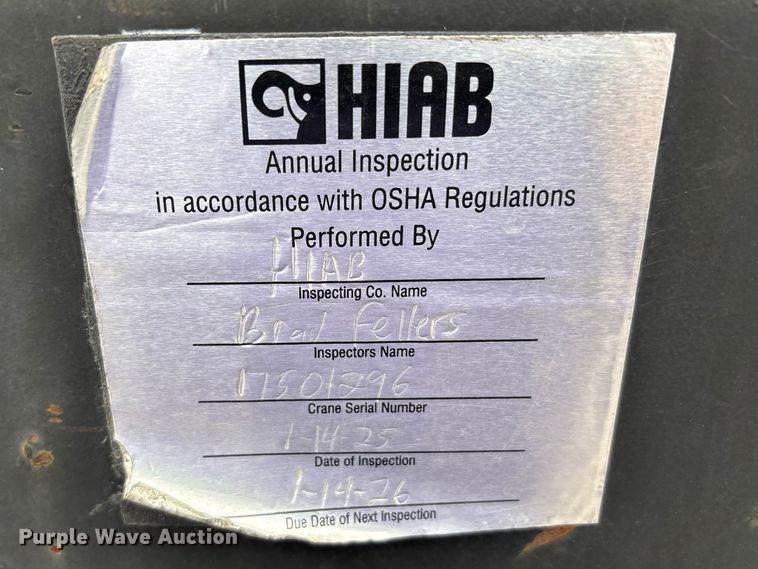 HIAB
Annual Inspection
in accordance with OSHA Regulations
Performed By
HIAB
Inspecting Co. Name
Brad Fellers
Inspectors Name
17501296
Crane Serial Number
1-14-25
Date of Inspection
1-14-26
Due Date of Next Inspection
Purple Wave Auction